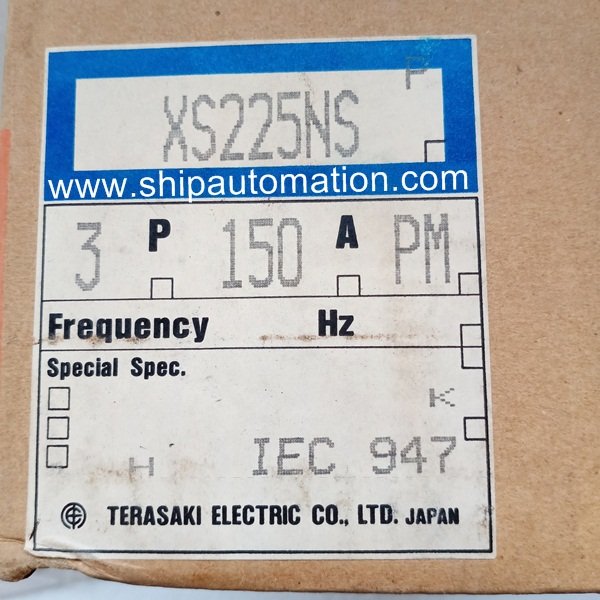 P
XS225NS
www.shipautomation.com
3 P 150 A PM
Frequency Hz
Special Spec.
K
H IEC 947
TERASAKI ELECTRIC CO., LTD. JAPAN